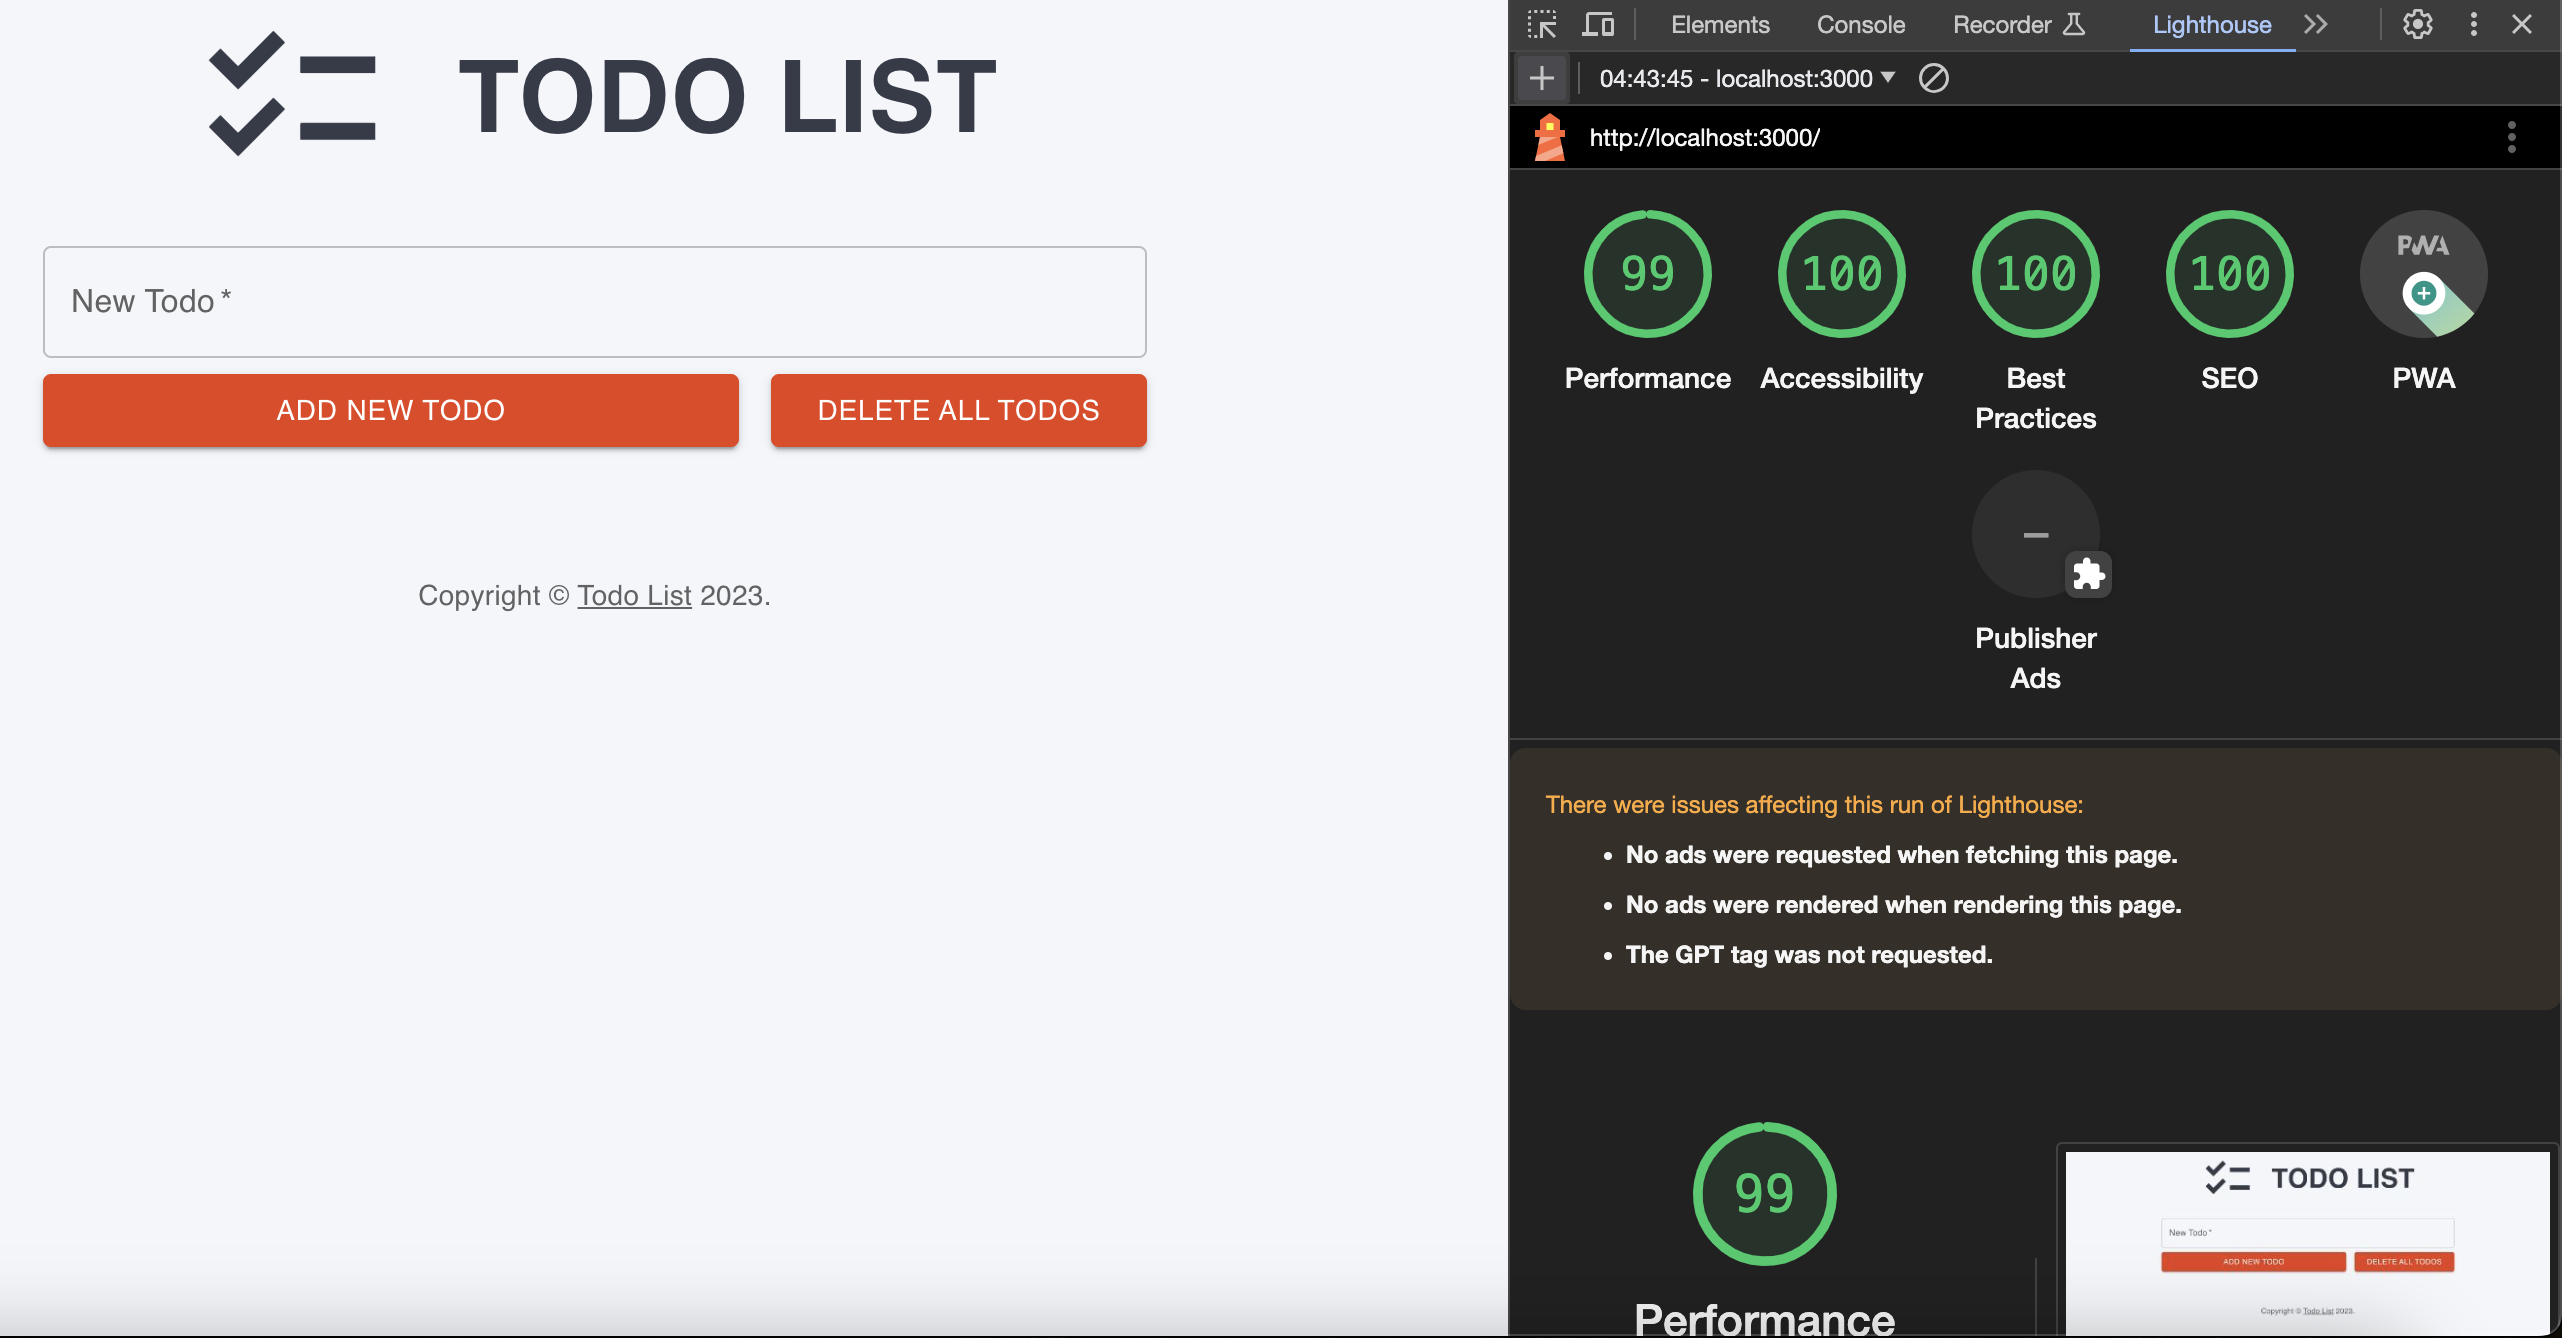 TODO LIST
New Todo *
ADD NEW TODO
DELETE ALL TODOS
Copyright © Todo List 2023.
Elements Console Recorder Lighthouse
04:43:45 - localhost:3000
http://localhost:3000/
99 100 100 100 PWA
Performance Accessibility Best Practices SEO PWA
–
Publisher
Ads
There were issues affecting this run of Lighthouse:
• No ads were requested when fetching this page.
• No ads were rendered when rendering this page.
• The GPT tag was not requested.
99
Performance
TODO LIST
New Todo *
ADD NEW TODO
DELETE ALL TODOS
Copyright © Todo List 2023.